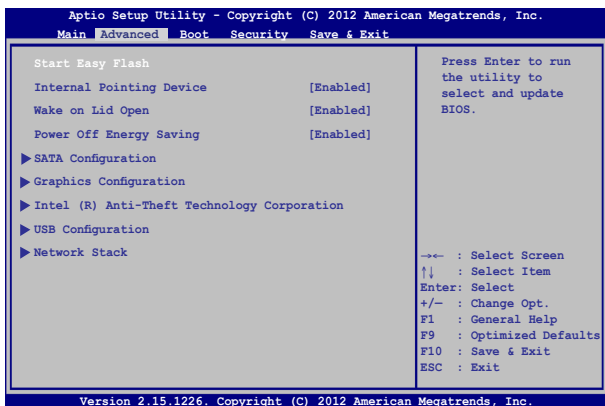 Aptio Setup Utility - Copyright (C) 2012 American Megatrends, Inc.
Main Advanced Boot Security Save & Exit
Start Easy Flash
Internal Pointing Device [Enabled]
Wake on Lid Open [Enabled]
Power Off Energy Saving [Enabled]
SATA Configuration
Graphics Configuration
Intel (R) Anti-Theft Technology Corporation
USB Configuration
Network Stack
Press Enter to run
the utility to
select and update
BIOS.
→← : Select Screen
↑↓ : Select Item
Enter: Select
+/— : Change Opt.
F1 : General Help
F9 : Optimized Defaults
F10 : Save & Exit
ESC : Exit
Version 2.15.1226. Copyright (C) 2012 American Megatrends, Inc.